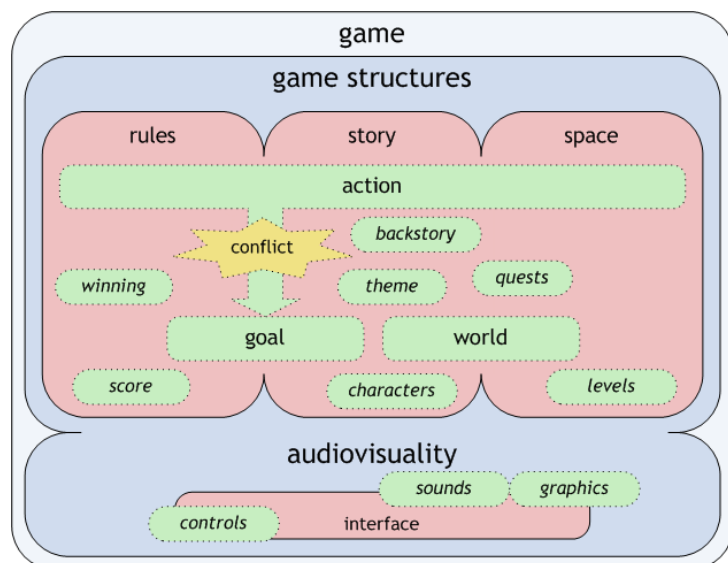 game
game structures
rules story space
action
backstory
conflict
quests
winning theme
goal world
score characters levels
audiovisuality
sounds graphics
controls interface